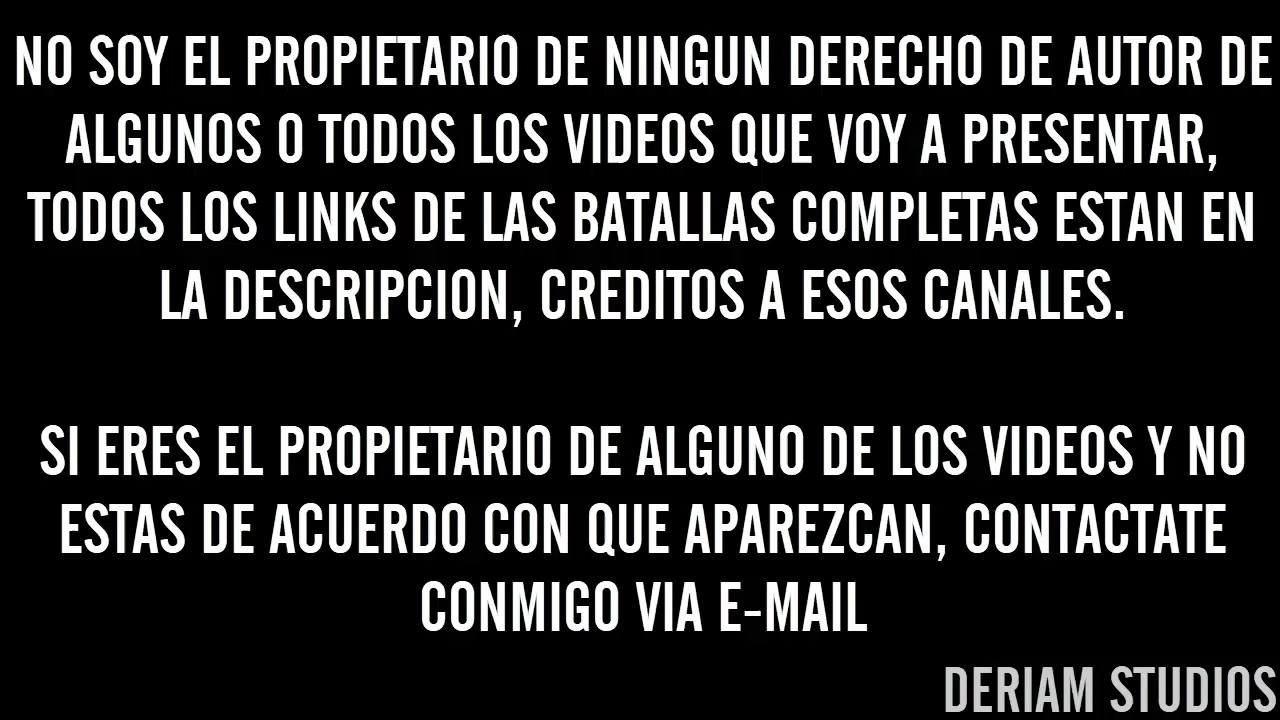 NO SOY EL PROPIETARIO DE NINGUN DERECHO DE AUTOR DE
ALGUNOS O TODOS LOS VIDEOS QUE VOY A PRESENTAR,
TODOS LOS LINKS DE LAS BATALLAS COMPLETAS ESTAN EN
LA DESCRIPCION, CREDITOS A ESOS CANALES.
SI ERES EL PROPIETARIO DE ALGUNO DE LOS VIDEOS Y NO
ESTAS DE ACUERDO CON QUE APAREZCAN, CONTACTATE
CONMIGO VIA E-MAIL
DERIAM STUDIOS